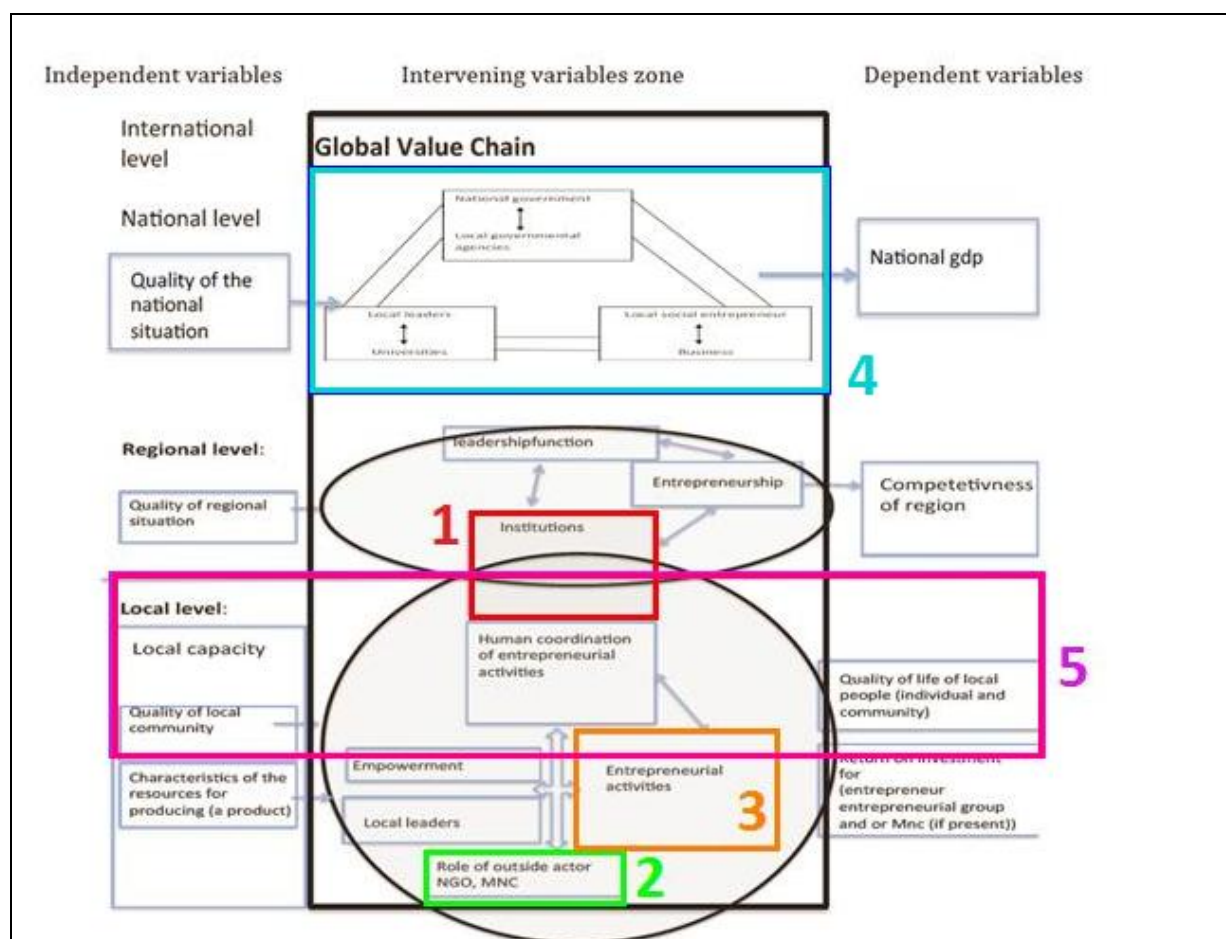 Independent variables
Intervening variables zone
Dependent variables
International
level
Global Value Chain
National level
National government
Local governmental
agencies
Quality of the
national
situation
National gdp
Local leaders
Universities
Local social entrepreneur
Business
4
Regional level:
leadershipfunction
Entrepreneurship
Quality of regional
situation
1
Institutions
Competetivness
of region
Local level:
Local capacity
Human coordination
of entrepreneurial
activities
5
Quality of local
community
Quality of life of local
people (individual and
community)
Empowerment
Entrepreneurial
activities
Characteristics of the
resources for
producing (a product)
Local leaders
3
Return on investment
for
(entrepreneur
entrepreneurial group
and or Mnc (if present))
Role of outside actor
NGO, MNC
2